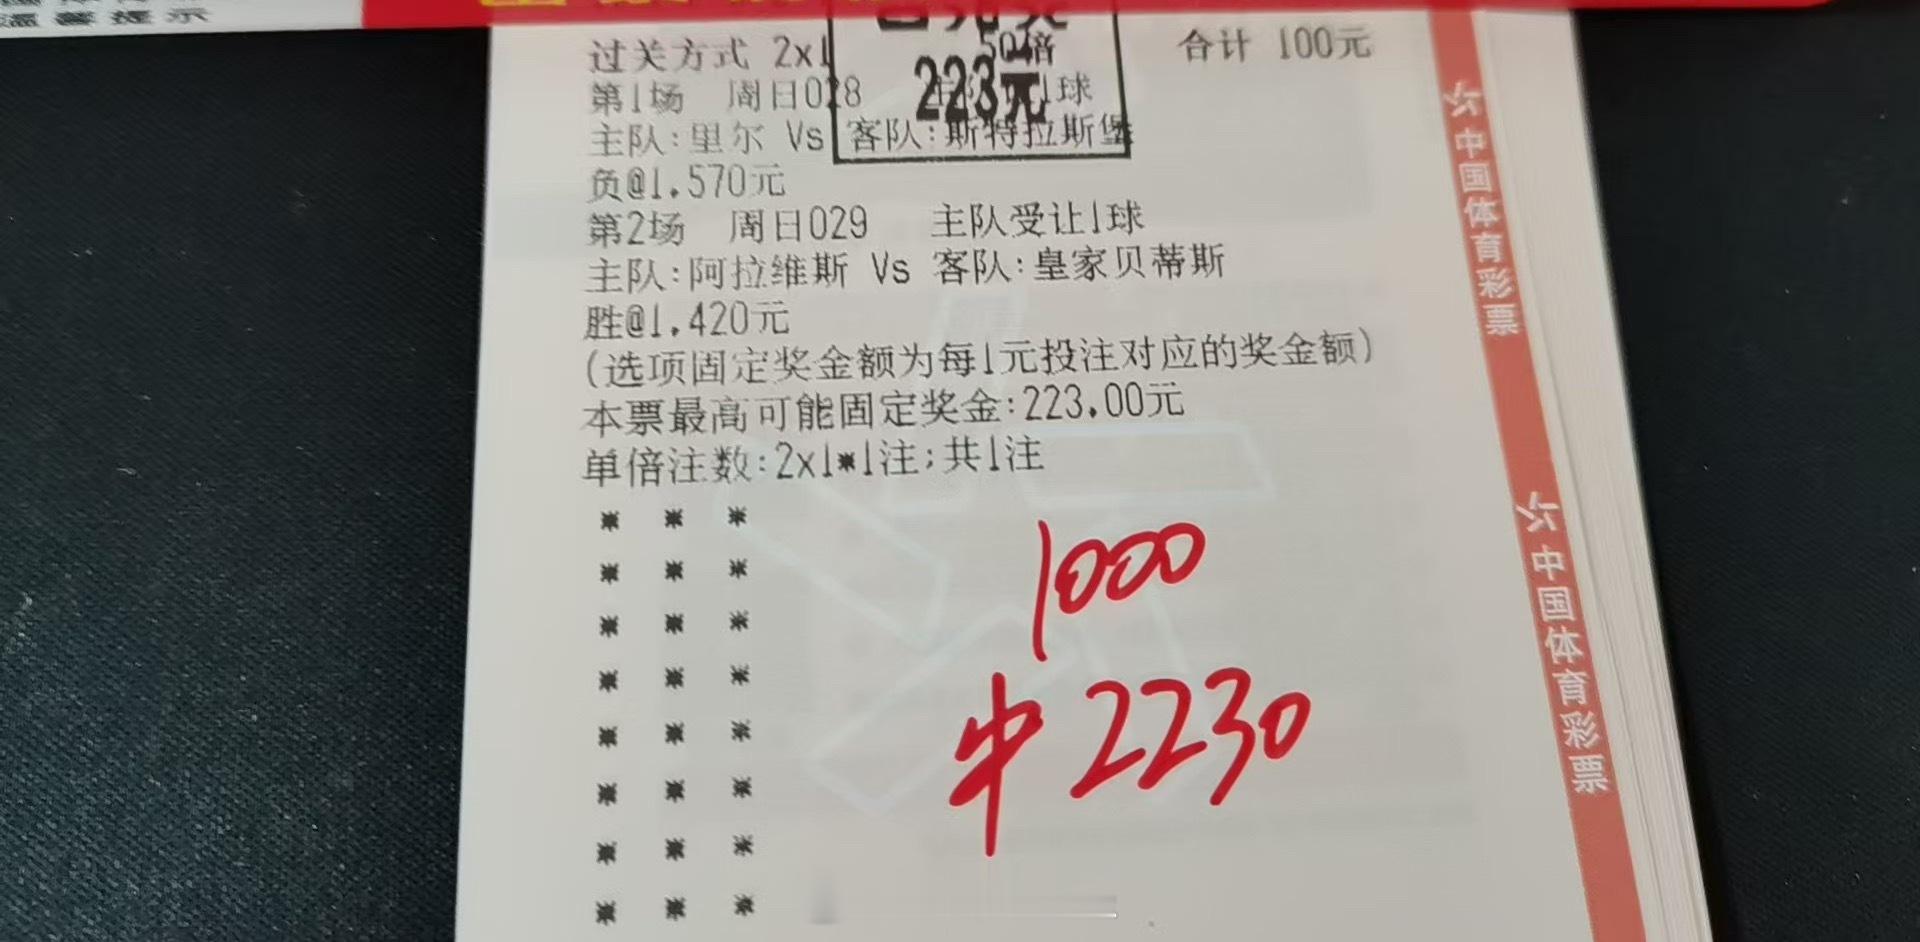 温馨提示
过关方式 2x1 50倍 合计 100元
223元
第1场 周日028 1球
主队:里尔 Vs 客队:斯特拉斯堡
负@1.570元
第2场 周日029 主队受让1球
主队:阿拉维斯 Vs 客队:皇家贝蒂斯
胜@1.420元
(选项固定奖金额为每1元投注对应的奖金额)
本票最高可能固定奖金:223.00元
单倍注数:2x1*1注;共1注
1000
中2230
中国体育彩票
中国体育彩票